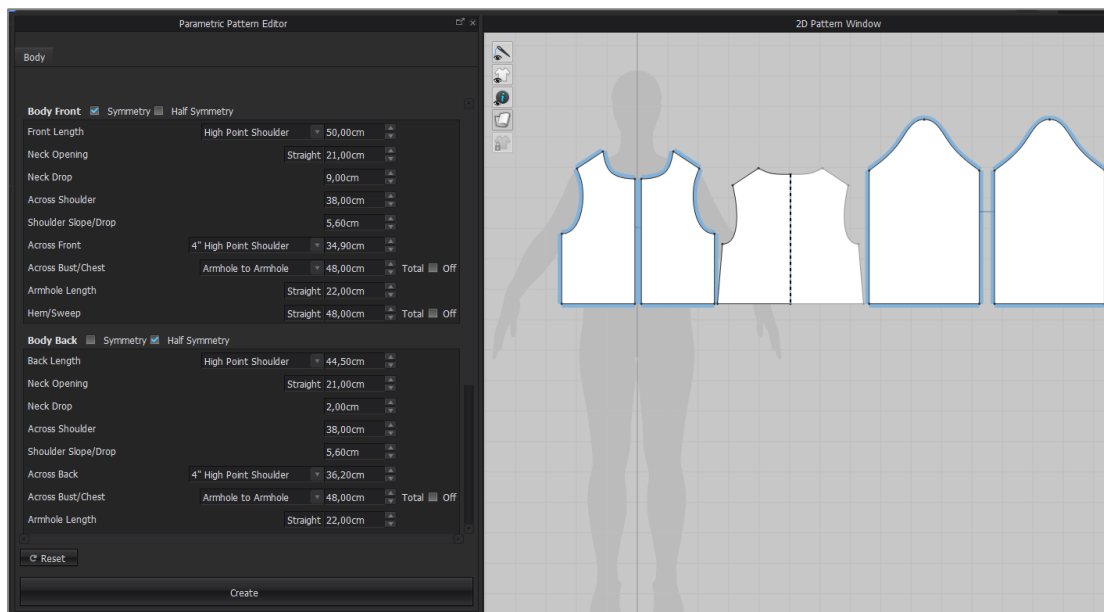 Parametric Pattern Editor
2D Pattern Window
Body
Body Front Symmetry Half Symmetry
Front Length High Point Shoulder 50,00cm
Neck Opening Straight 21,00cm
Neck Drop 9,00cm
Across Shoulder 38,00cm
Shoulder Slope/Drop 5,60cm
Across Front 4" High Point Shoulder 34,90cm
Across Bust/Chest Armhole to Armhole 48,00cm Total Off
Armhole Length Straight 22,00cm
Hem/Sweep Straight 48,00cm Total Off
Body Back Symmetry Half Symmetry
Back Length High Point Shoulder 44,50cm
Neck Opening Straight 21,00cm
Neck Drop 2,00cm
Across Shoulder 38,00cm
Shoulder Slope/Drop 5,60cm
Across Back 4" High Point Shoulder 36,20cm
Across Bust/Chest Armhole to Armhole 48,00cm Total Off
Armhole Length Straight 22,00cm
Reset
Create